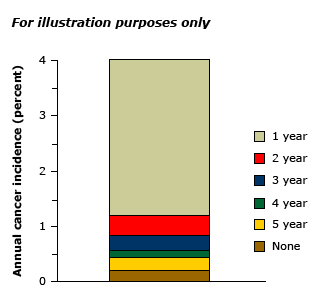 For illustration purposes only
Annual cancer incidence (percent)
4
3
2
1
0
1 year
2 year
3 year
4 year
5 year
None